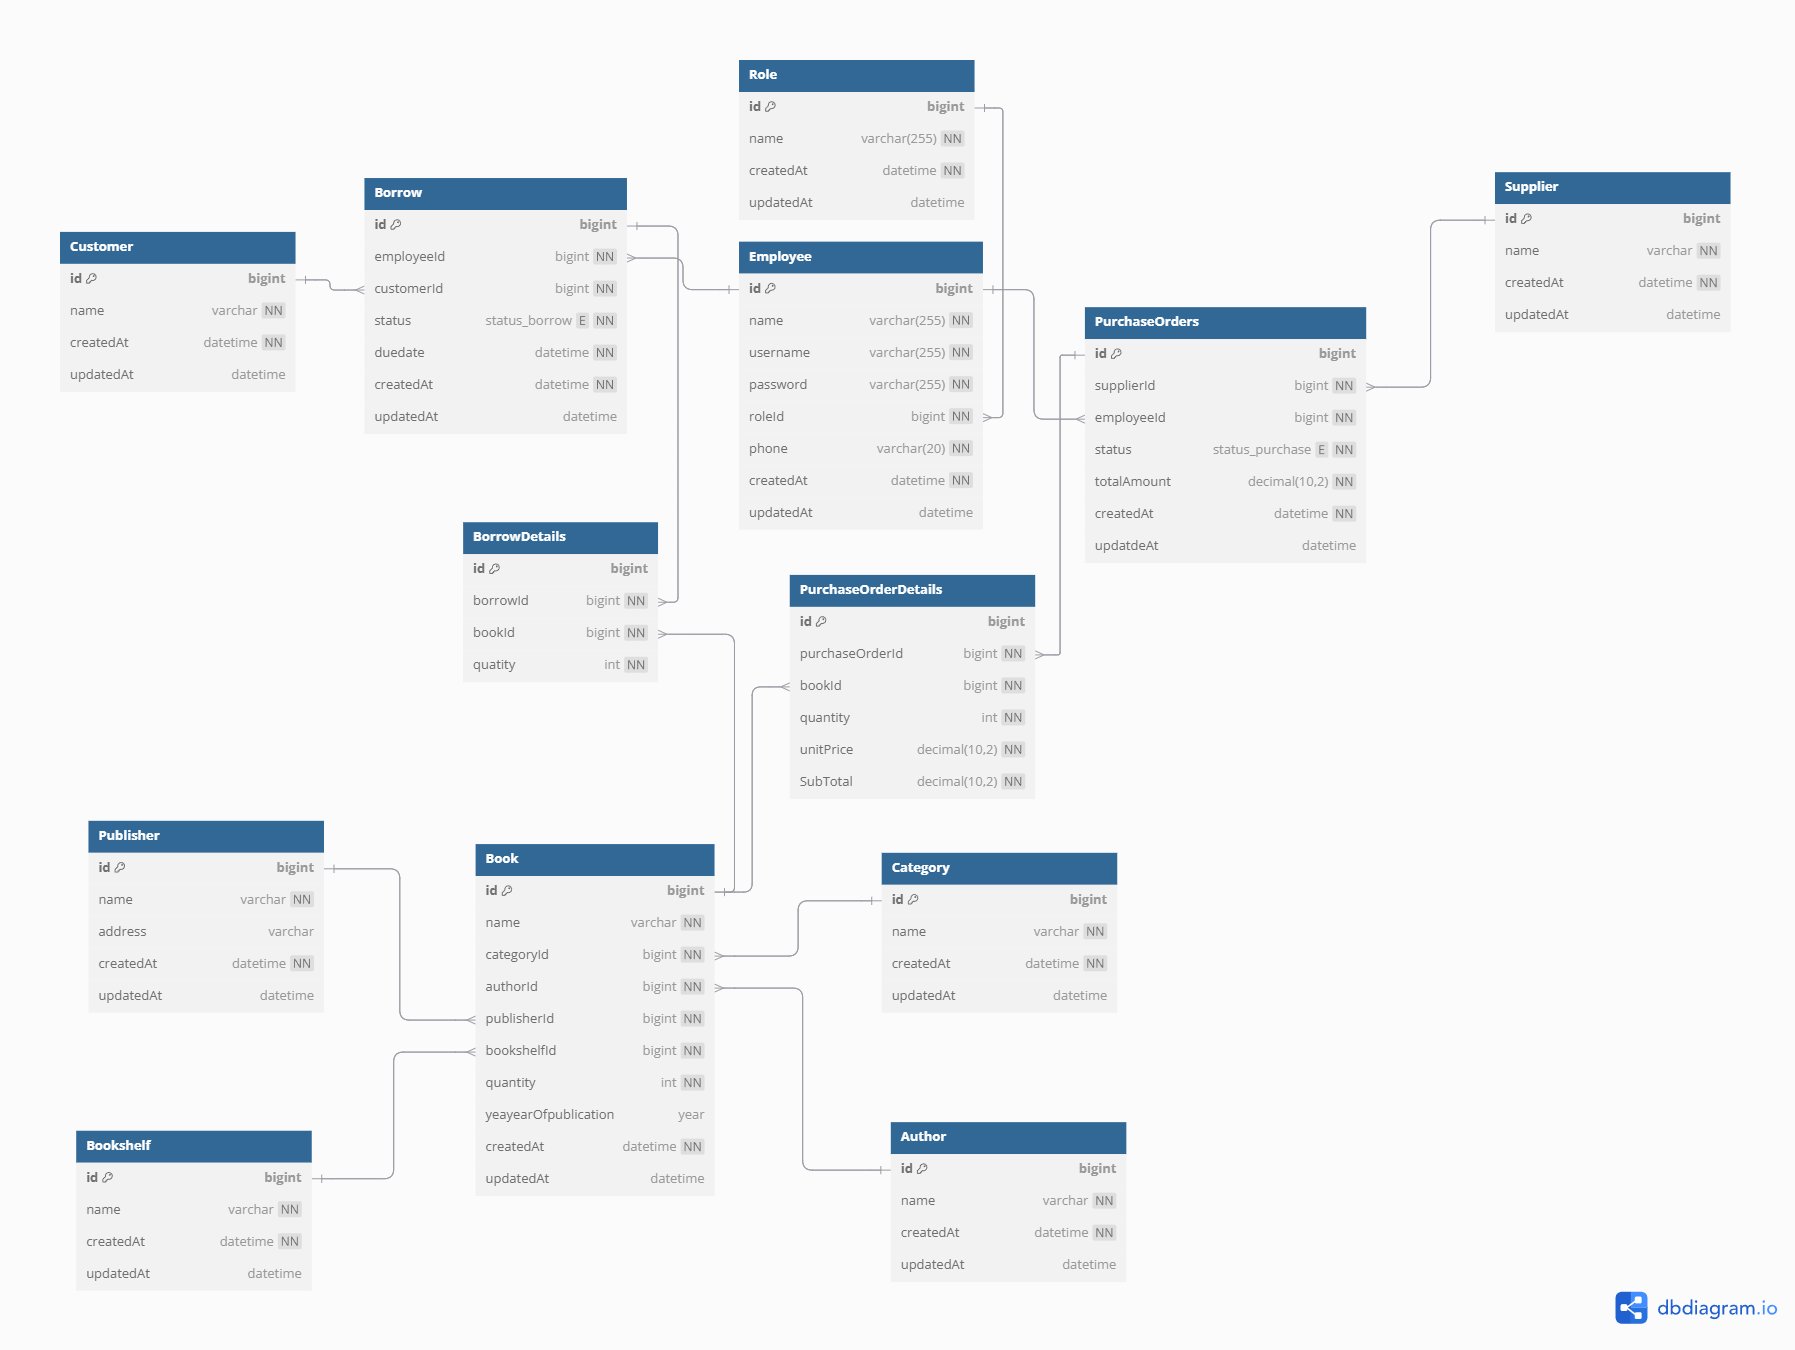 Role
id bigint
name varchar(255) NN
createdAt datetime NN
updatedAt datetime
Borrow
id bigint
employeeId bigint NN
customerId bigint NN
status status_borrow E NN
duedate datetime NN
createdAt datetime NN
updatedAt datetime
Supplier
id bigint
name varchar NN
createdAt datetime NN
updatedAt datetime
Customer
id bigint
name varchar NN
createdAt datetime NN
updatedAt datetime
Employee
id bigint
name varchar(255) NN
username varchar(255) NN
password varchar(255) NN
roleId bigint NN
phone varchar(20) NN
createdAt datetime NN
updatedAt datetime
PurchaseOrders
id bigint
supplierId bigint NN
employeeId bigint NN
status status_purchase E NN
totalAmount decimal(10,2) NN
createdAt datetime NN
updatdeAt datetime
BorrowDetails
id bigint
borrowId bigint NN
bookId bigint NN
quatity int NN
PurchaseOrderDetails
id bigint
purchaseOrderId bigint NN
bookId bigint NN
quantity int NN
unitPrice decimal(10,2) NN
SubTotal decimal(10,2) NN
Publisher
id bigint
name varchar NN
address varchar
createdAt datetime NN
updatedAt datetime
Book
id bigint
name varchar NN
categoryId bigint NN
authorId bigint NN
publisherId bigint NN
bookshelfId bigint NN
quantity int NN
yeayearOfpublication year
createdAt datetime NN
updatedAt datetime
Category
id bigint
name varchar NN
createdAt datetime NN
updatedAt datetime
Bookshelf
id bigint
name varchar NN
createdAt datetime NN
updatedAt datetime
Author
id bigint
name varchar NN
createdAt datetime NN
updatedAt datetime
dbdiagram.io